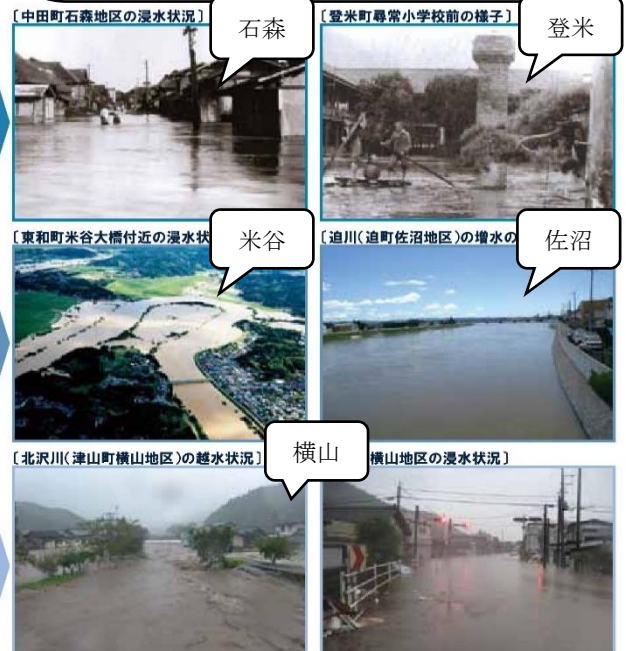 〔中田町石森地区の浸水状況〕
石森
〔登米町尋常小学校前の様子〕
登米
〔東和町米谷大橋付近の浸水状
米谷
〔迫川(迫町佐沼地区)の増水の
佐沼
〔北沢川(津山町横山地区)の越水状況〕
横山
横山地区の浸水状況〕